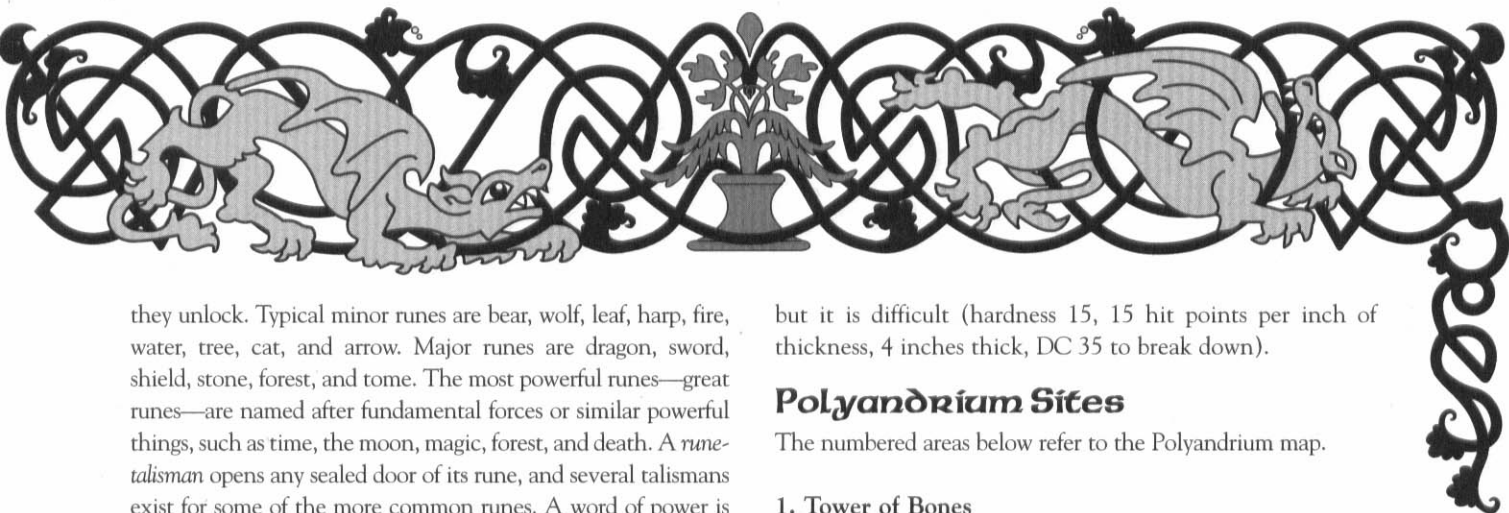 they unlock. Typical minor runes are bear, wolf, leaf, harp, fire,
water, tree, cat, and arrow. Major runes are dragon, sword,
shield, stone, forest, and tome. The most powerful runes—great
runes—are named after fundamental forces or similar powerful
things, such as time, the moon, magic, forest, and death. A rune-
talisman opens any sealed door of its rune, and several talismans
exist for some of the more common runes. A word of power is
but it is difficult (hardness 15, 15 hit points per inch of
thickness, 4 inches thick, DC 35 to break down).
Polyandrium Sites
The numbered areas below refer to the Polyandrium map.
1. Tower of Bones